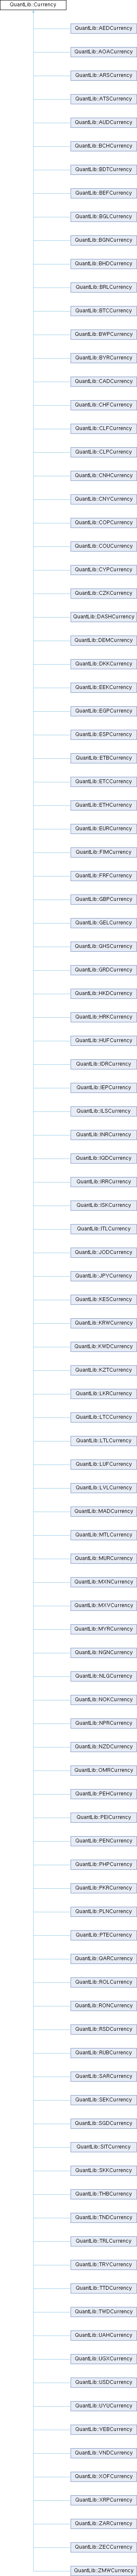 QuantLib::Currency
QuantLib::AEDCurrency
QuantLib::AOACurrency
QuantLib::ARSCurrency
QuantLib::ATSCurrency
QuantLib::AUDCurrency
QuantLib::BCHCurrency
QuantLib::BDTCurrency
QuantLib::BEFCurrency
QuantLib::BGLCurrency
QuantLib::BGNCurrency
QuantLib::BHDCurrency
QuantLib::BRLCurrency
QuantLib::BTCCurrency
QuantLib::BWPCurrency
QuantLib::BYRCurrency
QuantLib::CADCurrency
QuantLib::CHFCurrency
QuantLib::CLFCurrency
QuantLib::CLPCurrency
QuantLib::CNHCurrency
QuantLib::CNYCurrency
QuantLib::COPCurrency
QuantLib::COUCurrency
QuantLib::CYPCurrency
QuantLib::CZKCurrency
QuantLib::DASHCurrency
QuantLib::DEMCurrency
QuantLib::DKKCurrency
QuantLib::EEKCurrency
QuantLib::EGPCurrency
QuantLib::ESPCurrency
QuantLib::ETBCurrency
QuantLib::ETCCurrency
QuantLib::ETHCurrency
QuantLib::EURCurrency
QuantLib::FIMCurrency
QuantLib::FRFCurrency
QuantLib::GBPCurrency
QuantLib::GELCurrency
QuantLib::GHSCurrency
QuantLib::GRDCurrency
QuantLib::HKDCurrency
QuantLib::HRKCurrency
QuantLib::HUFCurrency
QuantLib::IDRCurrency
QuantLib::IEPCurrency
QuantLib::ILSCurrency
QuantLib::INRCurrency
QuantLib::IQDCurrency
QuantLib::IRRCurrency
QuantLib::ISKCurrency
QuantLib::ITLCurrency
QuantLib::JODCurrency
QuantLib::JPYCurrency
QuantLib::KESCurrency
QuantLib::KRWCurrency
QuantLib::KWDCurrency
QuantLib::KZTCurrency
QuantLib::LKRCurrency
QuantLib::LTCCurrency
QuantLib::LTLCurrency
QuantLib::LUFCurrency
QuantLib::LVLCurrency
QuantLib::MADCurrency
QuantLib::MTLCurrency
QuantLib::MURCurrency
QuantLib::MXNCurrency
QuantLib::MXVCurrency
QuantLib::MYRCurrency
QuantLib::NGNCurrency
QuantLib::NLGCurrency
QuantLib::NOKCurrency
QuantLib::NPRCurrency
QuantLib::NZDCurrency
QuantLib::OMRCurrency
QuantLib::PEHCurrency
QuantLib::PEICurrency
QuantLib::PENCurrency
QuantLib::PHPCurrency
QuantLib::PKRCurrency
QuantLib::PLNCurrency
QuantLib::PTECurrency
QuantLib::QARCurrency
QuantLib::ROLCurrency
QuantLib::RONCurrency
QuantLib::RSDCurrency
QuantLib::RUBCurrency
QuantLib::SARCurrency
QuantLib::SEKCurrency
QuantLib::SGDCurrency
QuantLib::SITCurrency
QuantLib::SKKCurrency
QuantLib::THBCurrency
QuantLib::TNDCurrency
QuantLib::TRLCurrency
QuantLib::TRYCurrency
QuantLib::TTDCurrency
QuantLib::TWDCurrency
QuantLib::UAHCurrency
QuantLib::UGXCurrency
QuantLib::USDCurrency
QuantLib::UYUCurrency
QuantLib::VEBCurrency
QuantLib::VNDCurrency
QuantLib::XOFCurrency
QuantLib::XRPCurrency
QuantLib::ZARCurrency
QuantLib::ZECCurrency
QuantLib::ZMWCurrency